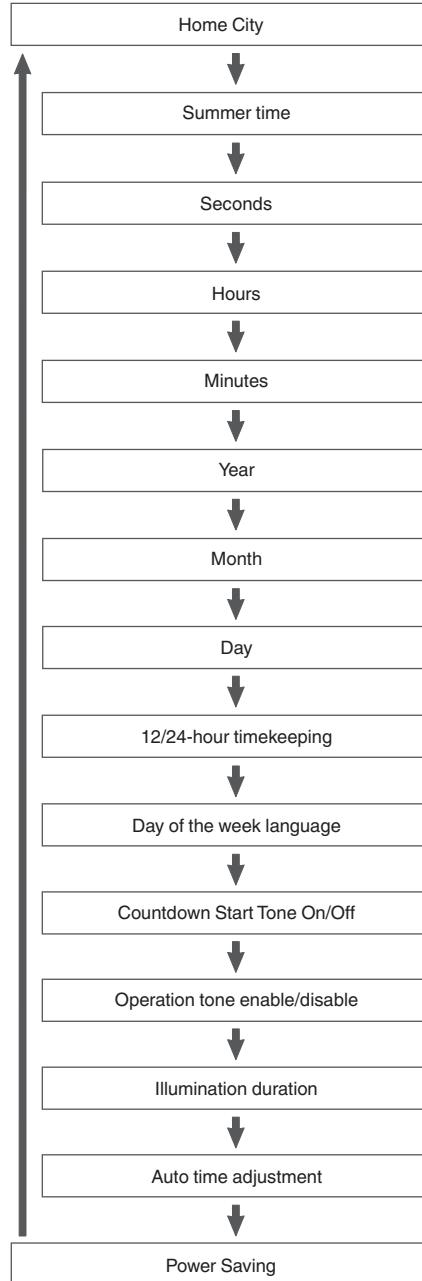 Home City
Summer time
Seconds
Hours
Minutes
Year
Month
Day
12/24-hour timekeeping
Day of the week language
Countdown Start Tone On/Off
Operation tone enable/disable
Illumination duration
Auto time adjustment
Power Saving